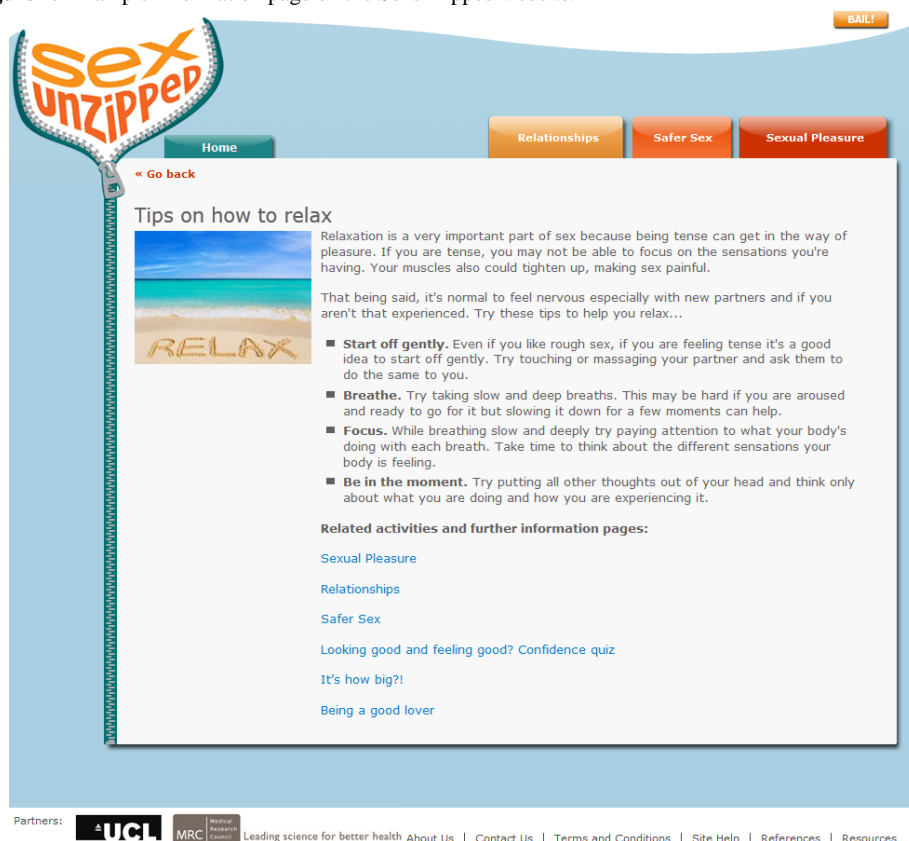 BAIL!
sex
unzipped
Home
Relationships
Safer Sex
Sexual Pleasure
« Go back
Tips on how to relax
RELAX
Relaxation is a very important part of sex because being tense can get in the way of
pleasure. If you are tense, you may not be able to focus on the sensations you're
having. Your muscles also could tighten up, making sex painful.
That being said, it's normal to feel nervous especially with new partners and if you
aren't that experienced. Try these tips to help you relax...
Start off gently. Even if you like rough sex, if you are feeling tense it's a good
idea to start off gently. Try touching or massaging your partner and ask them to
do the same to you.
Breathe. Try taking slow and deep breaths. This may be hard if you are aroused
and ready to go for it but slowing it down for a few moments can help.
Focus. While breathing slow and deeply try paying attention to what your body's
doing with each breath. Take time to think about the different sensations your
body is feeling.
Be in the moment. Try putting all other thoughts out of your head and think only
about what you are doing and how you are experiencing it.
Related activities and further information pages:
Sexual Pleasure
Relationships
Safer Sex
Looking good and feeling good? Confidence quiz
It's how big?!
Being a good lover
Partners:
UCL
MRC
Medical
Research
Council
Leading science for better health
About Us | Contact Us | Terms and Conditions | Site Help | References | Resources